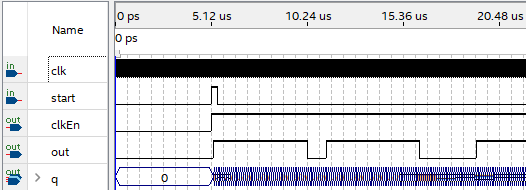 Name
0 ps 5.12 us 10.24 us 15.36 us 20.48 us
0 ps
in clk
in start
out clkEn
out out
out q 0